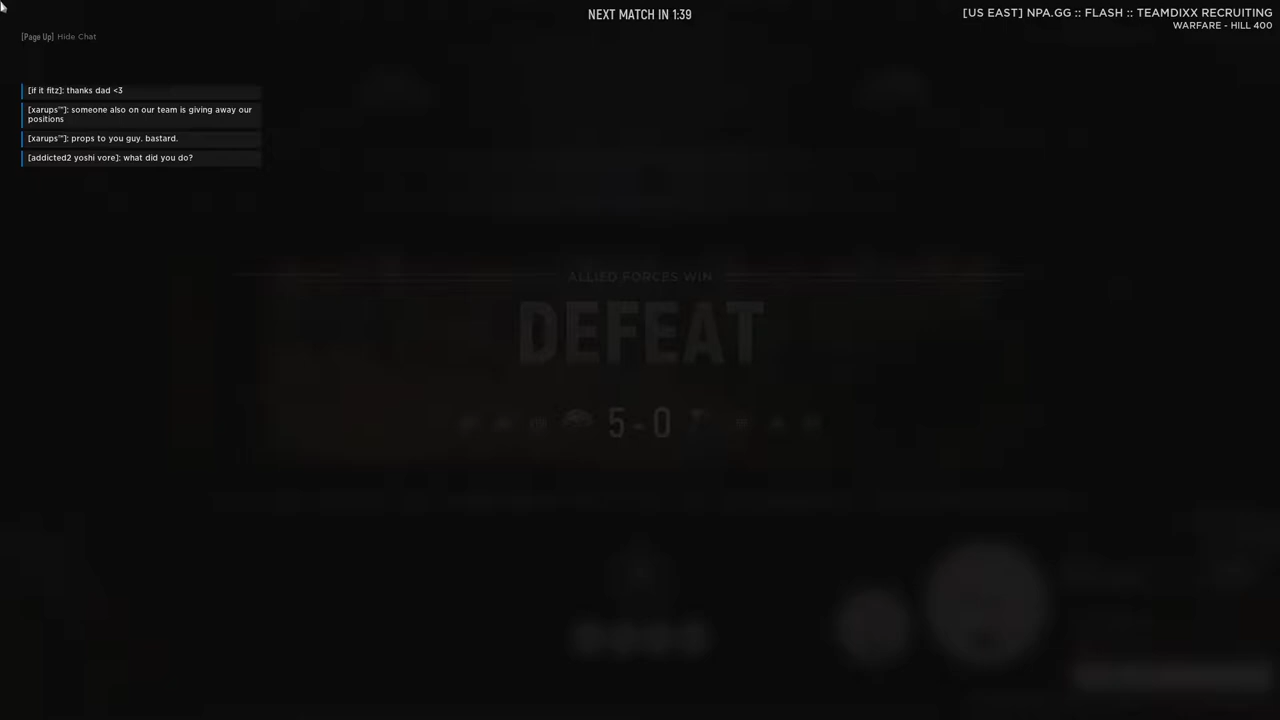 NEXT MATCH IN 1:39
[US EAST] NPA.GG :: FLASH :: TEAMDIXX RECRUITING
WARFARE - HILL 400
[Page Up] Hide Chat
[if it fitz]: thanks dad <3
[xarups™]: someone also on our team is giving away our
positions
[xarups™]: props to you guy. bastard.
[addicted2 yoshi vore]: what did you do?
ALLIED FORCES WIN
DEFEAT
5 - 0